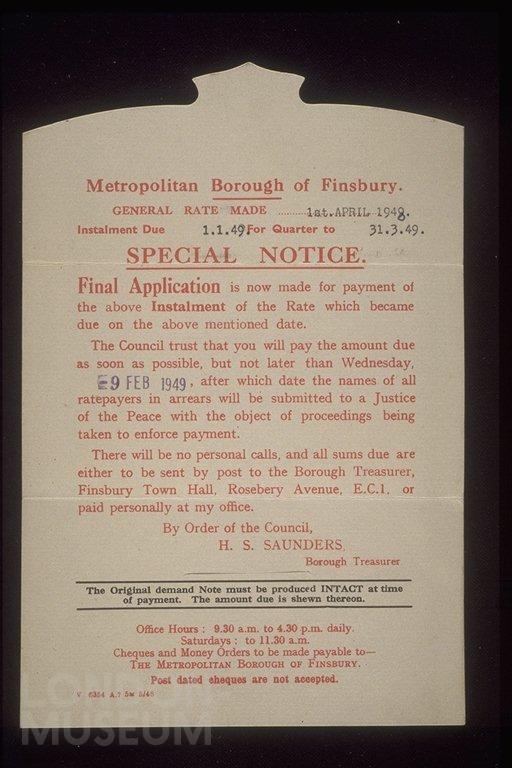 Metropolitan Borough of Finsbury.
GENERAL RATE MADE ............ 1st.APRIL 1948.
Instalment Due 1.1.49. For Quarter to 31.3.49.
SPECIAL NOTICE.
Final Application is now made for payment of
the above Instalment of the Rate which became
due on the above mentioned date.
The Council trust that you will pay the amount due
as soon as possible, but not later than Wednesday,
9 FEB 1949, after which date the names of all
ratepayers in arrears will be submitted to a Justice
of the Peace with the object of proceedings being
taken to enforce payment.
There will be no personal calls, and all sums due are
either to be sent by post to the Borough Treasurer,
Finsbury Town Hall, Rosebery Avenue, E.C.1, or
paid personally at my office.
By Order of the Council,
H. S. SAUNDERS,
Borough Treasurer
The Original demand Note must be produced INTACT at time
of payment. The amount due is shewn thereon.
Office Hours : 9.30 a.m. to 4.30 p.m. daily.
Saturdays : to 11.30 a.m.
Cheques and Money Orders to be made payable to—
THE METROPOLITAN BOROUGH OF FINSBURY.
Post dated cheques are not accepted.
V 6354 A.7 5M 5/48
LONDON
MUSEUM